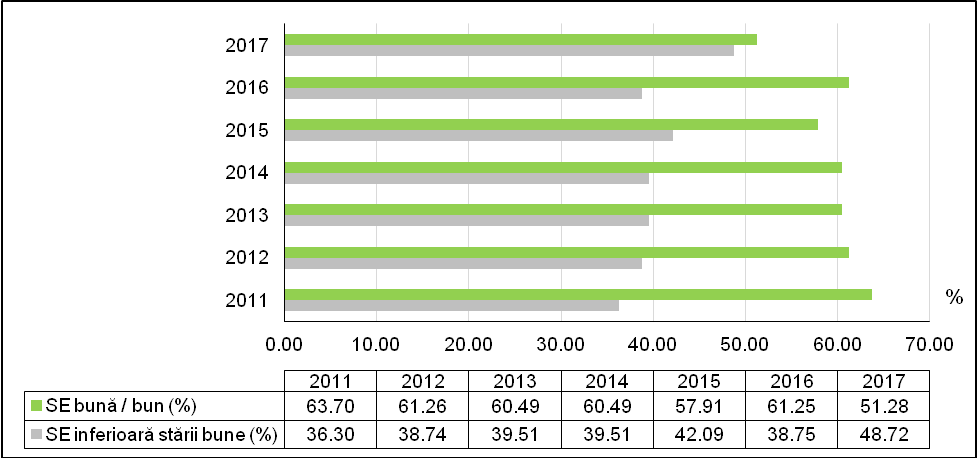 2017
2016
2015
2014
2013
2012
2011
%
0.00 10.00 20.00 30.00 40.00 50.00 60.00 70.00
2011 2012 2013 2014 2015 2016 2017
SE bună / bun (%) 63.70 61.26 60.49 60.49 57.91 61.25 51.28
SE inferioară stării bune (%) 36.30 38.74 39.51 39.51 42.09 38.75 48.72